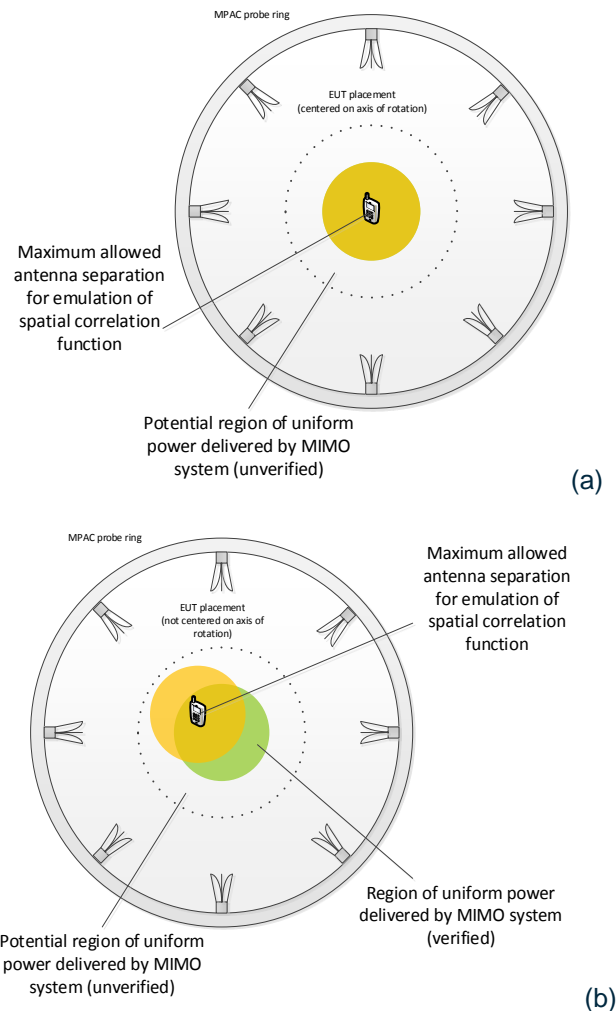 MPAC probe ring
EUT placement
(centered on axis of rotation)
Maximum allowed
antenna separation
for emulation of
spatial correlation
function
Potential region of uniform
power delivered by MIMO
system (unverified)
(a)
MPAC probe ring
Maximum allowed
antenna separation
for emulation of
spatial correlation
function
EUT placement
(not centered on axis of
rotation)
Region of uniform power
delivered by MIMO system
(verified)
Potential region of uniform
power delivered by MIMO
system (unverified)
(b)